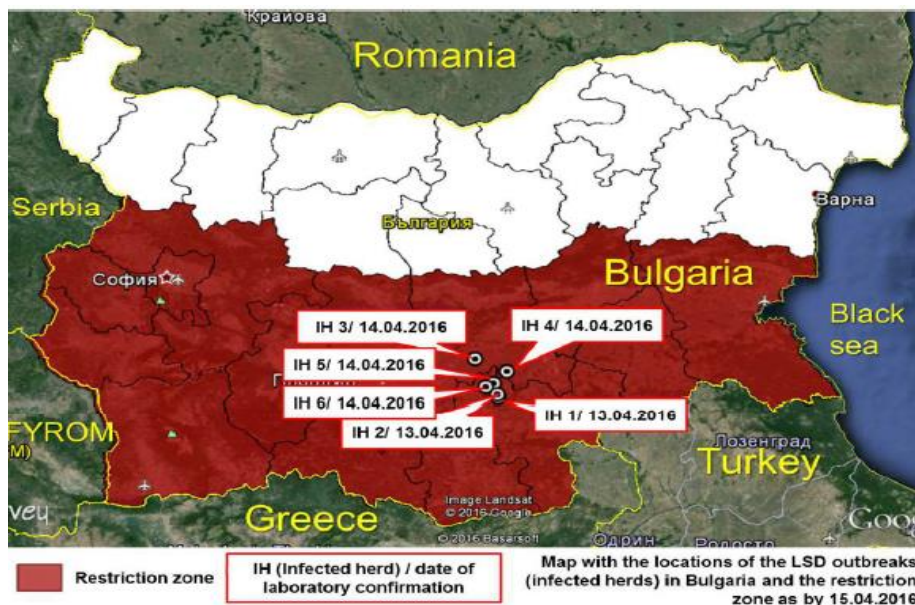 Крайова
Romania
Serbia
България
Варна
София
Bulgaria
Black
sea
IH 3/ 14.04.2016
IH 4/ 14.04.2016
IH 5/ 14.04.2016
IH 6/ 14.04.2016
IH 2/ 13.04.2016
IH 1/ 13.04.2016
FYROM
M)
Лозенград
Turkey
Image Landsat
© 2016 Google
© 2016 Basarsoft
vey
Greece
Goo
Одрин
Родосто
Restriction zone
IH (Infected herd) / date of
laboratory confirmation
Map with the locations of the LSD outbreaks
(infected herds) in Bulgaria and the restriction
zone as by 15.04.2016